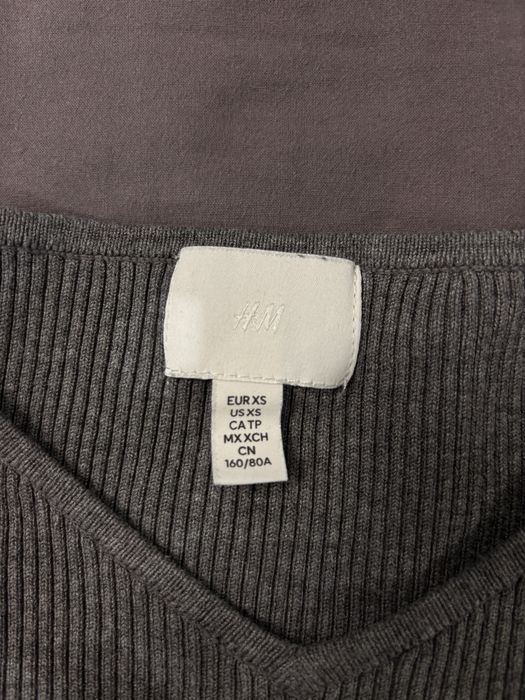 H&M
EUR XS
US XS
CA TP
MX XCH
CN
160/80A